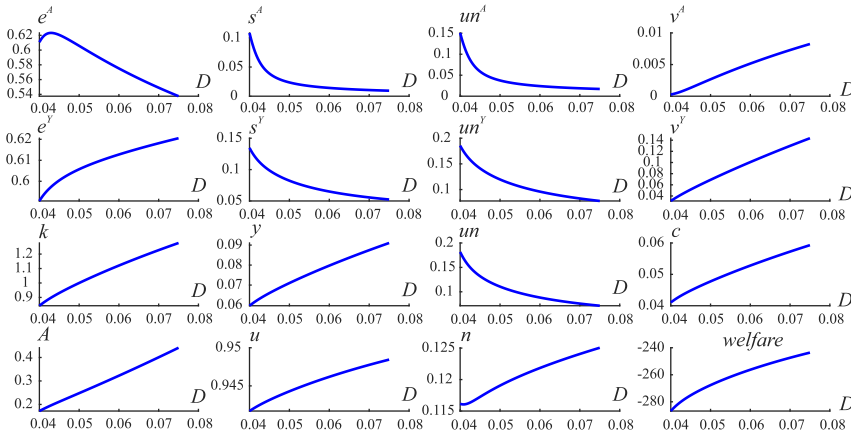 e^A s^A un^A v^A
0.62 0.6 0.58 0.56 0.54 D 0.04 0.05 0.06 0.07 0.08
0.1 0.05 0 D 0.04 0.05 0.06 0.07 0.08
0.15 0.1 0.05 0 D 0.04 0.05 0.06 0.07 0.08
0.01 0.005 0 D 0.04 0.05 0.06 0.07 0.08
e^Y s^Y un^Y v^Y
0.62 0.6 D 0.04 0.05 0.06 0.07 0.08
0.15 0.1 0.05 D 0.04 0.05 0.06 0.07 0.08
0.2 0.15 0.1 D 0.04 0.05 0.06 0.07 0.08
0.14 0.12 0.1 0.08 0.06 0.04 D 0.04 0.05 0.06 0.07 0.08
k y un c
1.2 1.1 1 0.9 D 0.04 0.05 0.06 0.07 0.08
0.09 0.08 0.07 0.06 D 0.04 0.05 0.06 0.07 0.08
0.2 0.15 0.1 D 0.04 0.05 0.06 0.07 0.08
0.06 0.05 0.04 D 0.04 0.05 0.06 0.07 0.08
A u n welfare
0.4 0.3 0.2 D 0.04 0.05 0.06 0.07 0.08
0.95 0.945 D 0.04 0.05 0.06 0.07 0.08
0.125 0.12 0.115 D 0.04 0.05 0.06 0.07 0.08
-240 -260 -280 D 0.04 0.05 0.06 0.07 0.08